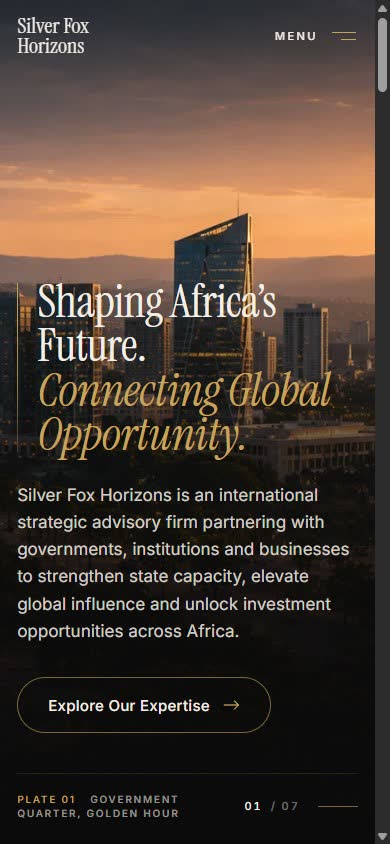 Silver Fox
Horizons
MENU
Shaping Africa’s
Future.
Connecting Global
Opportunity.
Silver Fox Horizons is an international
strategic advisory firm partnering with
governments, institutions and businesses
to strengthen state capacity, elevate
global influence and unlock investment
opportunities across Africa.
Explore Our Expertise →
PLATE 01 GOVERNMENT
QUARTER, GOLDEN HOUR
01 / 07